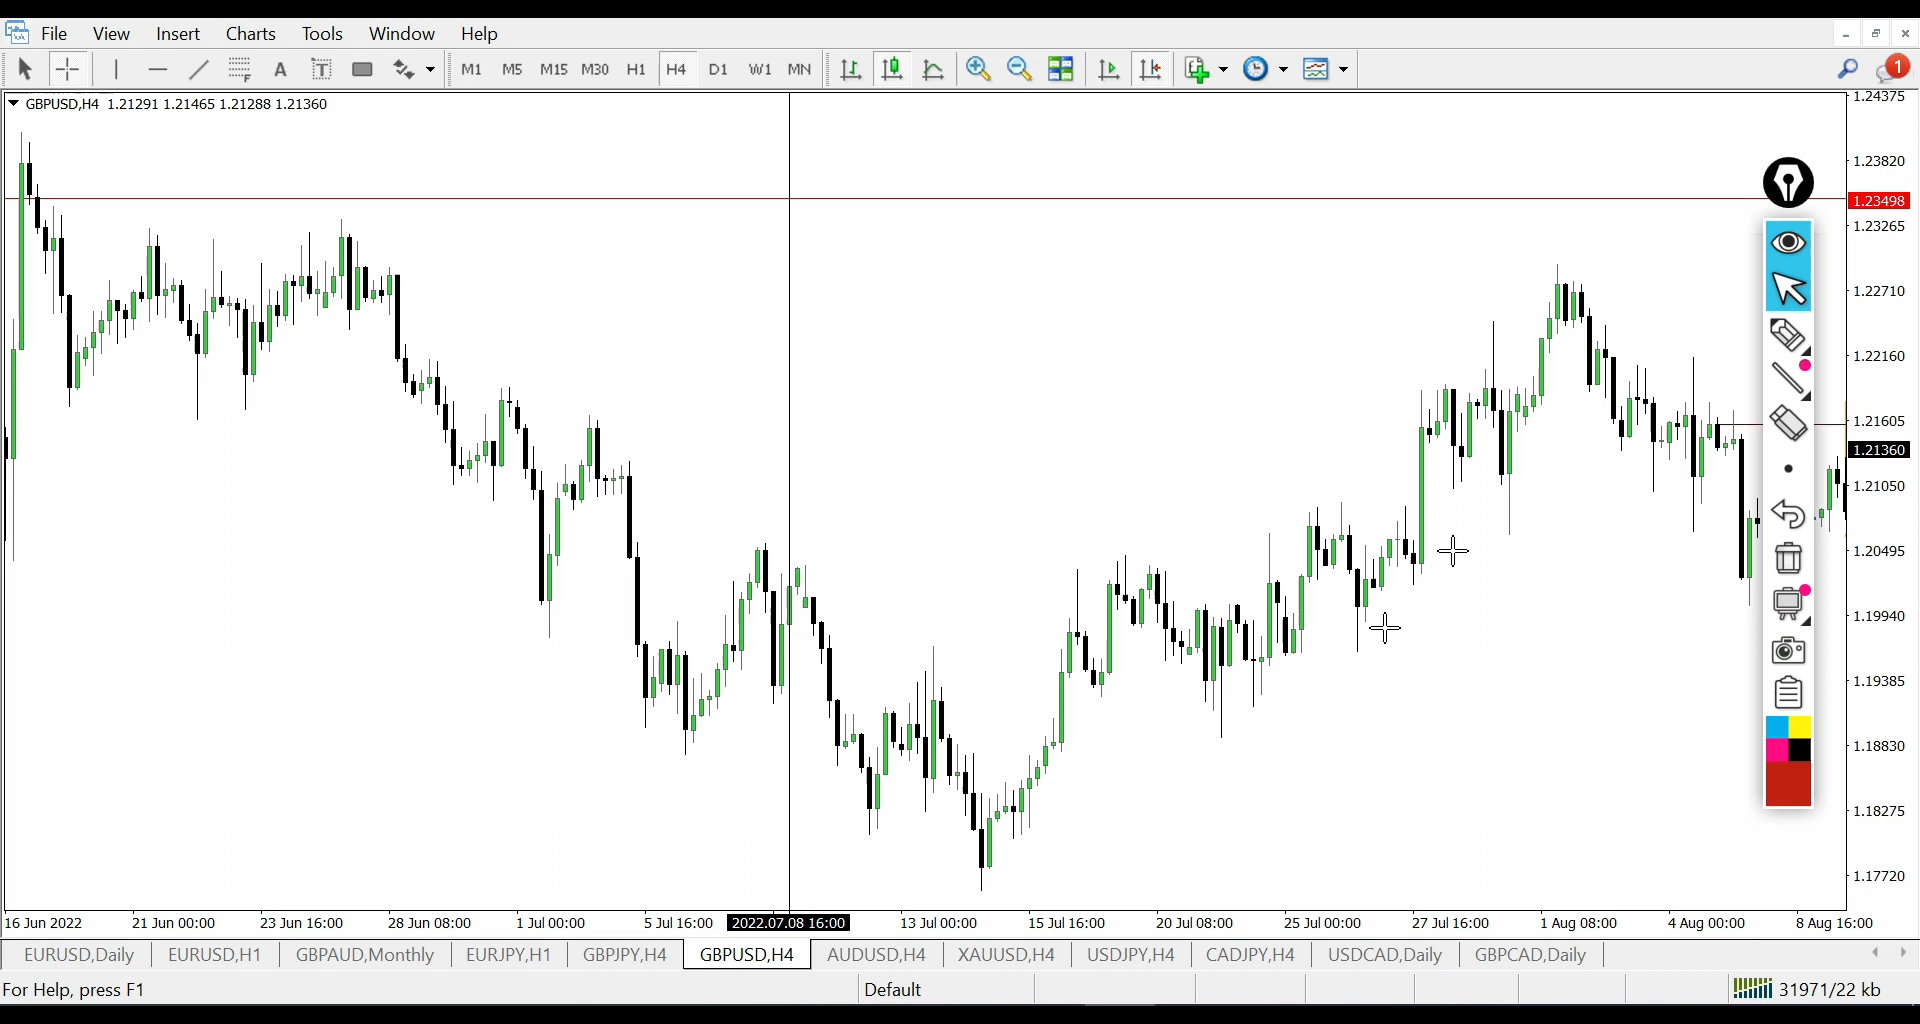 File View Insert Charts Tools Window Help
A T M1 M5 M15 M30 H1 H4 D1 W1 MN 1
GBPUSD,H4 1.21291 1.21465 1.21288 1.21360
1.24375
1.23820
1.23498
1.23265
1.22710
1.22160
1.21605
1.21360
1.21050
1.20495
1.19940
1.19385
1.18830
1.18275
1.17720
16 Jun 2022 21 Jun 00:00 23 Jun 16:00 28 Jun 08:00 1 Jul 00:00 5 Jul 16:00 2022.07.08 16:00 13 Jul 00:00 15 Jul 16:00 20 Jul 08:00 25 Jul 00:00 27 Jul 16:00 1 Aug 08:00 4 Aug 00:00 8 Aug 16:00
EURUSD,Daily EURUSD,H1 GBPAUD,Monthly EURJPY,H1 GBPJPY,H4 GBPUSD,H4 AUDUSD,H4 XAUUSD,H4 USDJPY,H4 CADJPY,H4 USDCAD,Daily GBPCAD,Daily
For Help, press F1 Default 31971/22 kb